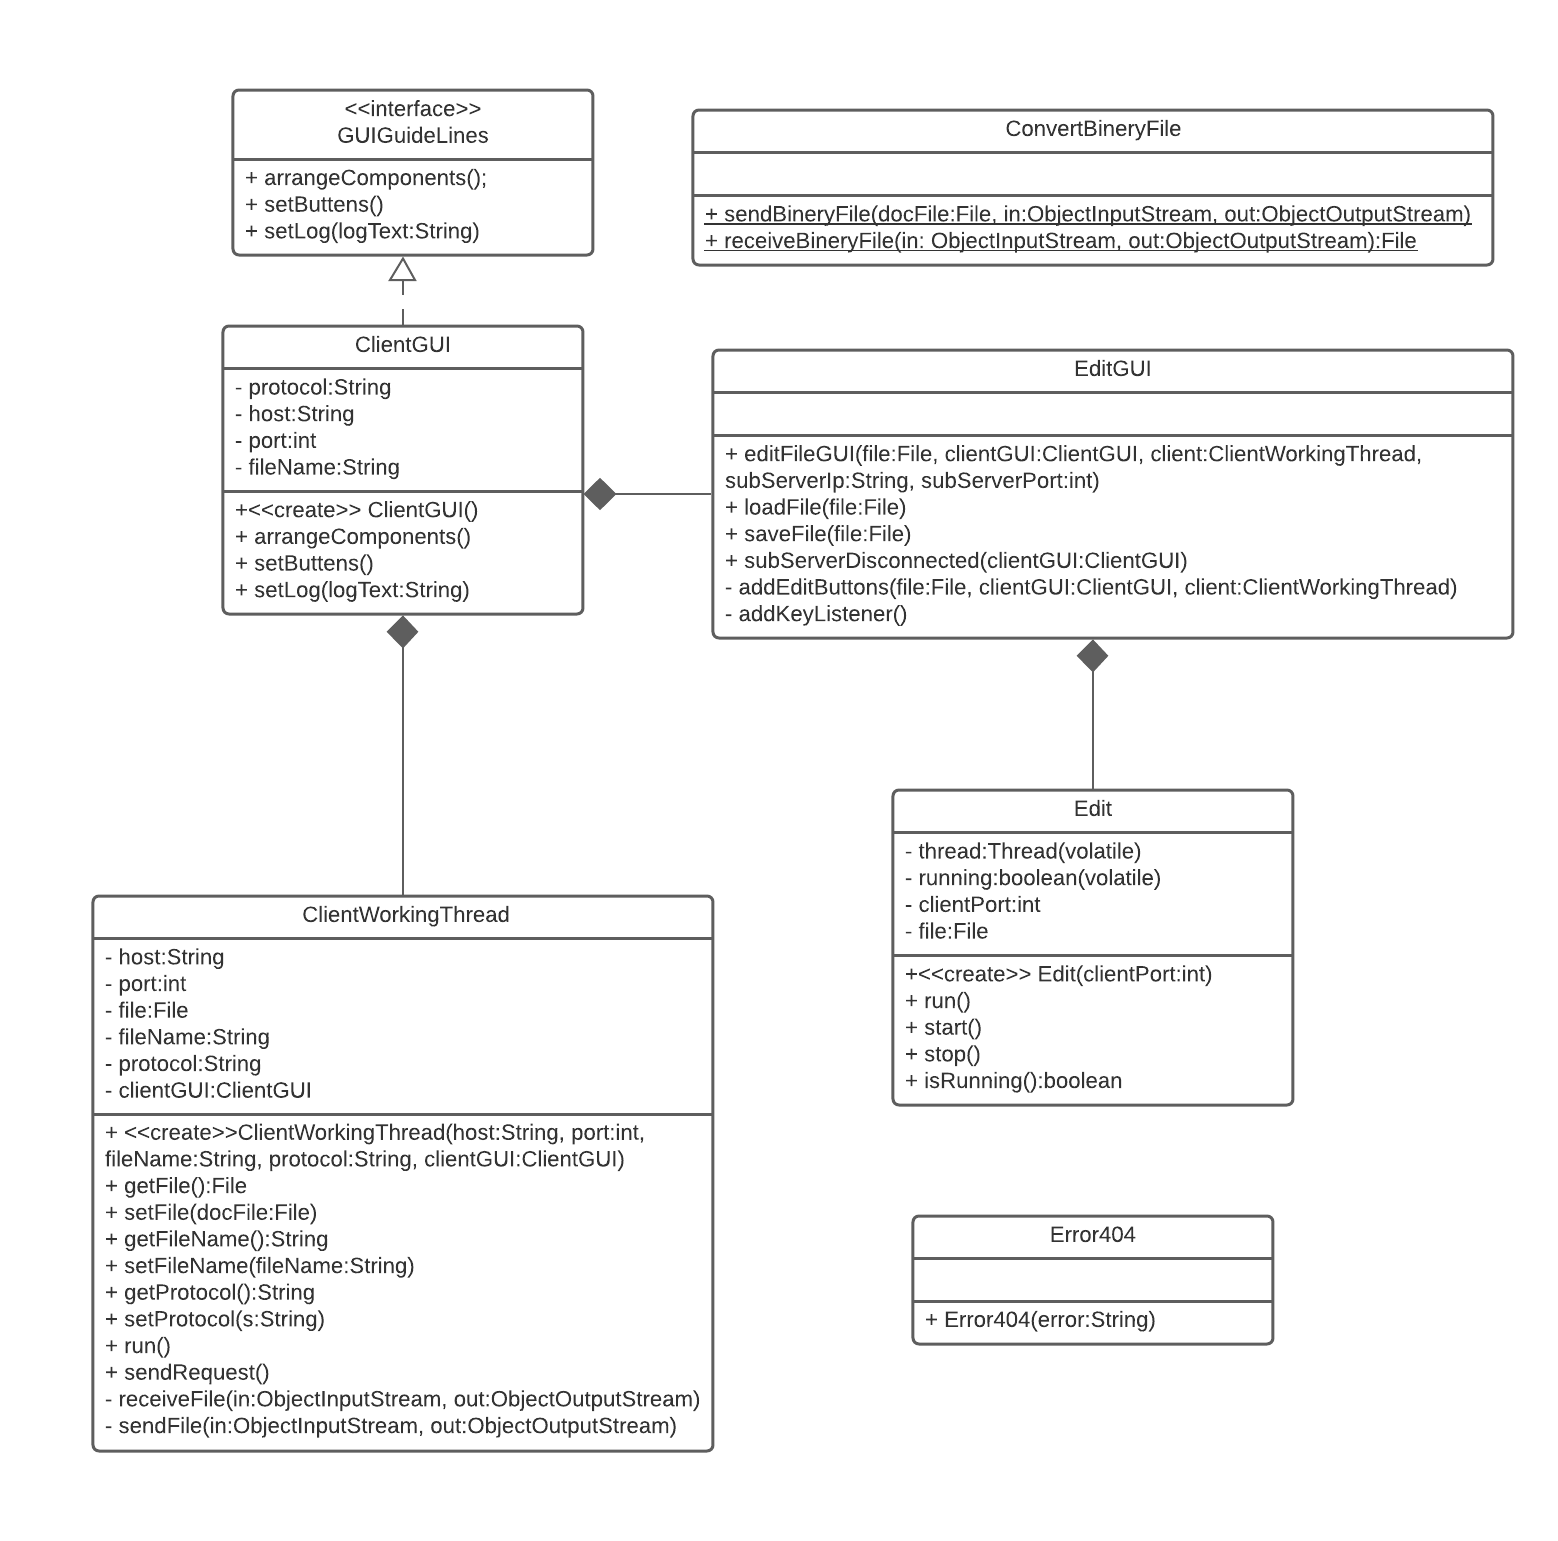 <<interface>>
GUIGuideLines
+ arrangeComponents();
+ setButtens()
+ setLog(logText:String)
ConvertBineryFile
+ sendBineryFile(docFile:File, in:ObjectInputStream, out:ObjectOutputStream)
+ receiveBineryFile(in: ObjectInputStream, out:ObjectOutputStream):File
ClientGUI
- protocol:String
- host:String
- port:int
- fileName:String
+<<create>> ClientGUI()
+ arrangeComponents()
+ setButtens()
+ setLog(logText:String)
EditGUI
+ editFileGUI(file:File, clientGUI:ClientGUI, client:ClientWorkingThread,
subServerIp:String, subServerPort:int)
+ loadFile(file:File)
+ saveFile(file:File)
+ subServerDisconnected(clientGUI:ClientGUI)
- addEditButtons(file:File, clientGUI:ClientGUI, client:ClientWorkingThread)
- addKeyListener()
Edit
- thread:Thread(volatile)
- running:boolean(volatile)
- clientPort:int
- file:File
+<<create>> Edit(clientPort:int)
+ run()
+ start()
+ stop()
+ isRunning():boolean
ClientWorkingThread
- host:String
- port:int
- file:File
- fileName:String
- protocol:String
- clientGUI:ClientGUI
+ <<create>>ClientWorkingThread(host:String, port:int,
fileName:String, protocol:String, clientGUI:ClientGUI)
+ getFile():File
+ setFile(docFile:File)
+ getFileName():String
+ setFileName(fileName:String)
+ getProtocol():String
+ setProtocol(s:String)
+ run()
+ sendRequest()
- receiveFile(in:ObjectInputStream, out:ObjectOutputStream)
- sendFile(in:ObjectInputStream, out:ObjectOutputStream)
Error404
+ Error404(error:String)